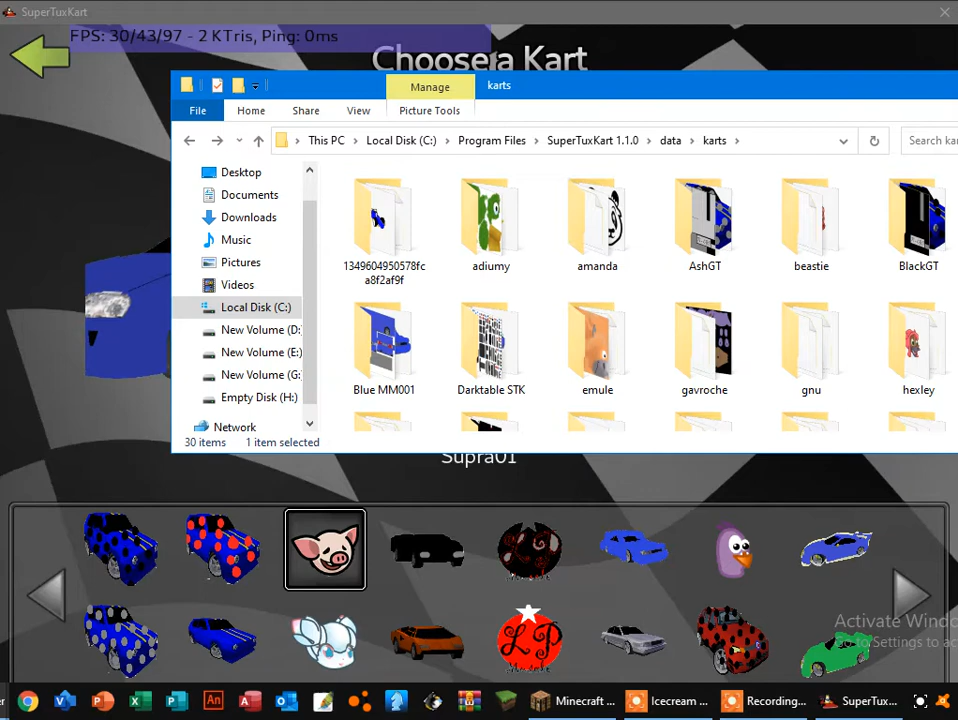 SuperTuxKart
FPS: 30/43/97 - 2 KTris, Ping: 0ms
Choose a Kart
Manage
karts
File
Home
Share
View
Picture Tools
This PC
Local Disk (C:)
Program Files
SuperTuxKart 1.1.0
data
karts
Search kar
Desktop
Documents
Downloads
Music
Pictures
Videos
Local Disk (C:)
New Volume (D:
New Volume (E:)
New Volume (G:
Empty Disk (H:)
Network
1349604950578fc
a8f2af9f
adiumy
amanda
AshGT
beastie
BlackGT
Blue MM001
Darktable STK
emule
gavroche
gnu
hexley
30 items
1 item selected
Supra01
LP
Activate Windo
Go to Settings to ac
er
Minecraft ...
Icecream ...
Recording...
SuperTux...